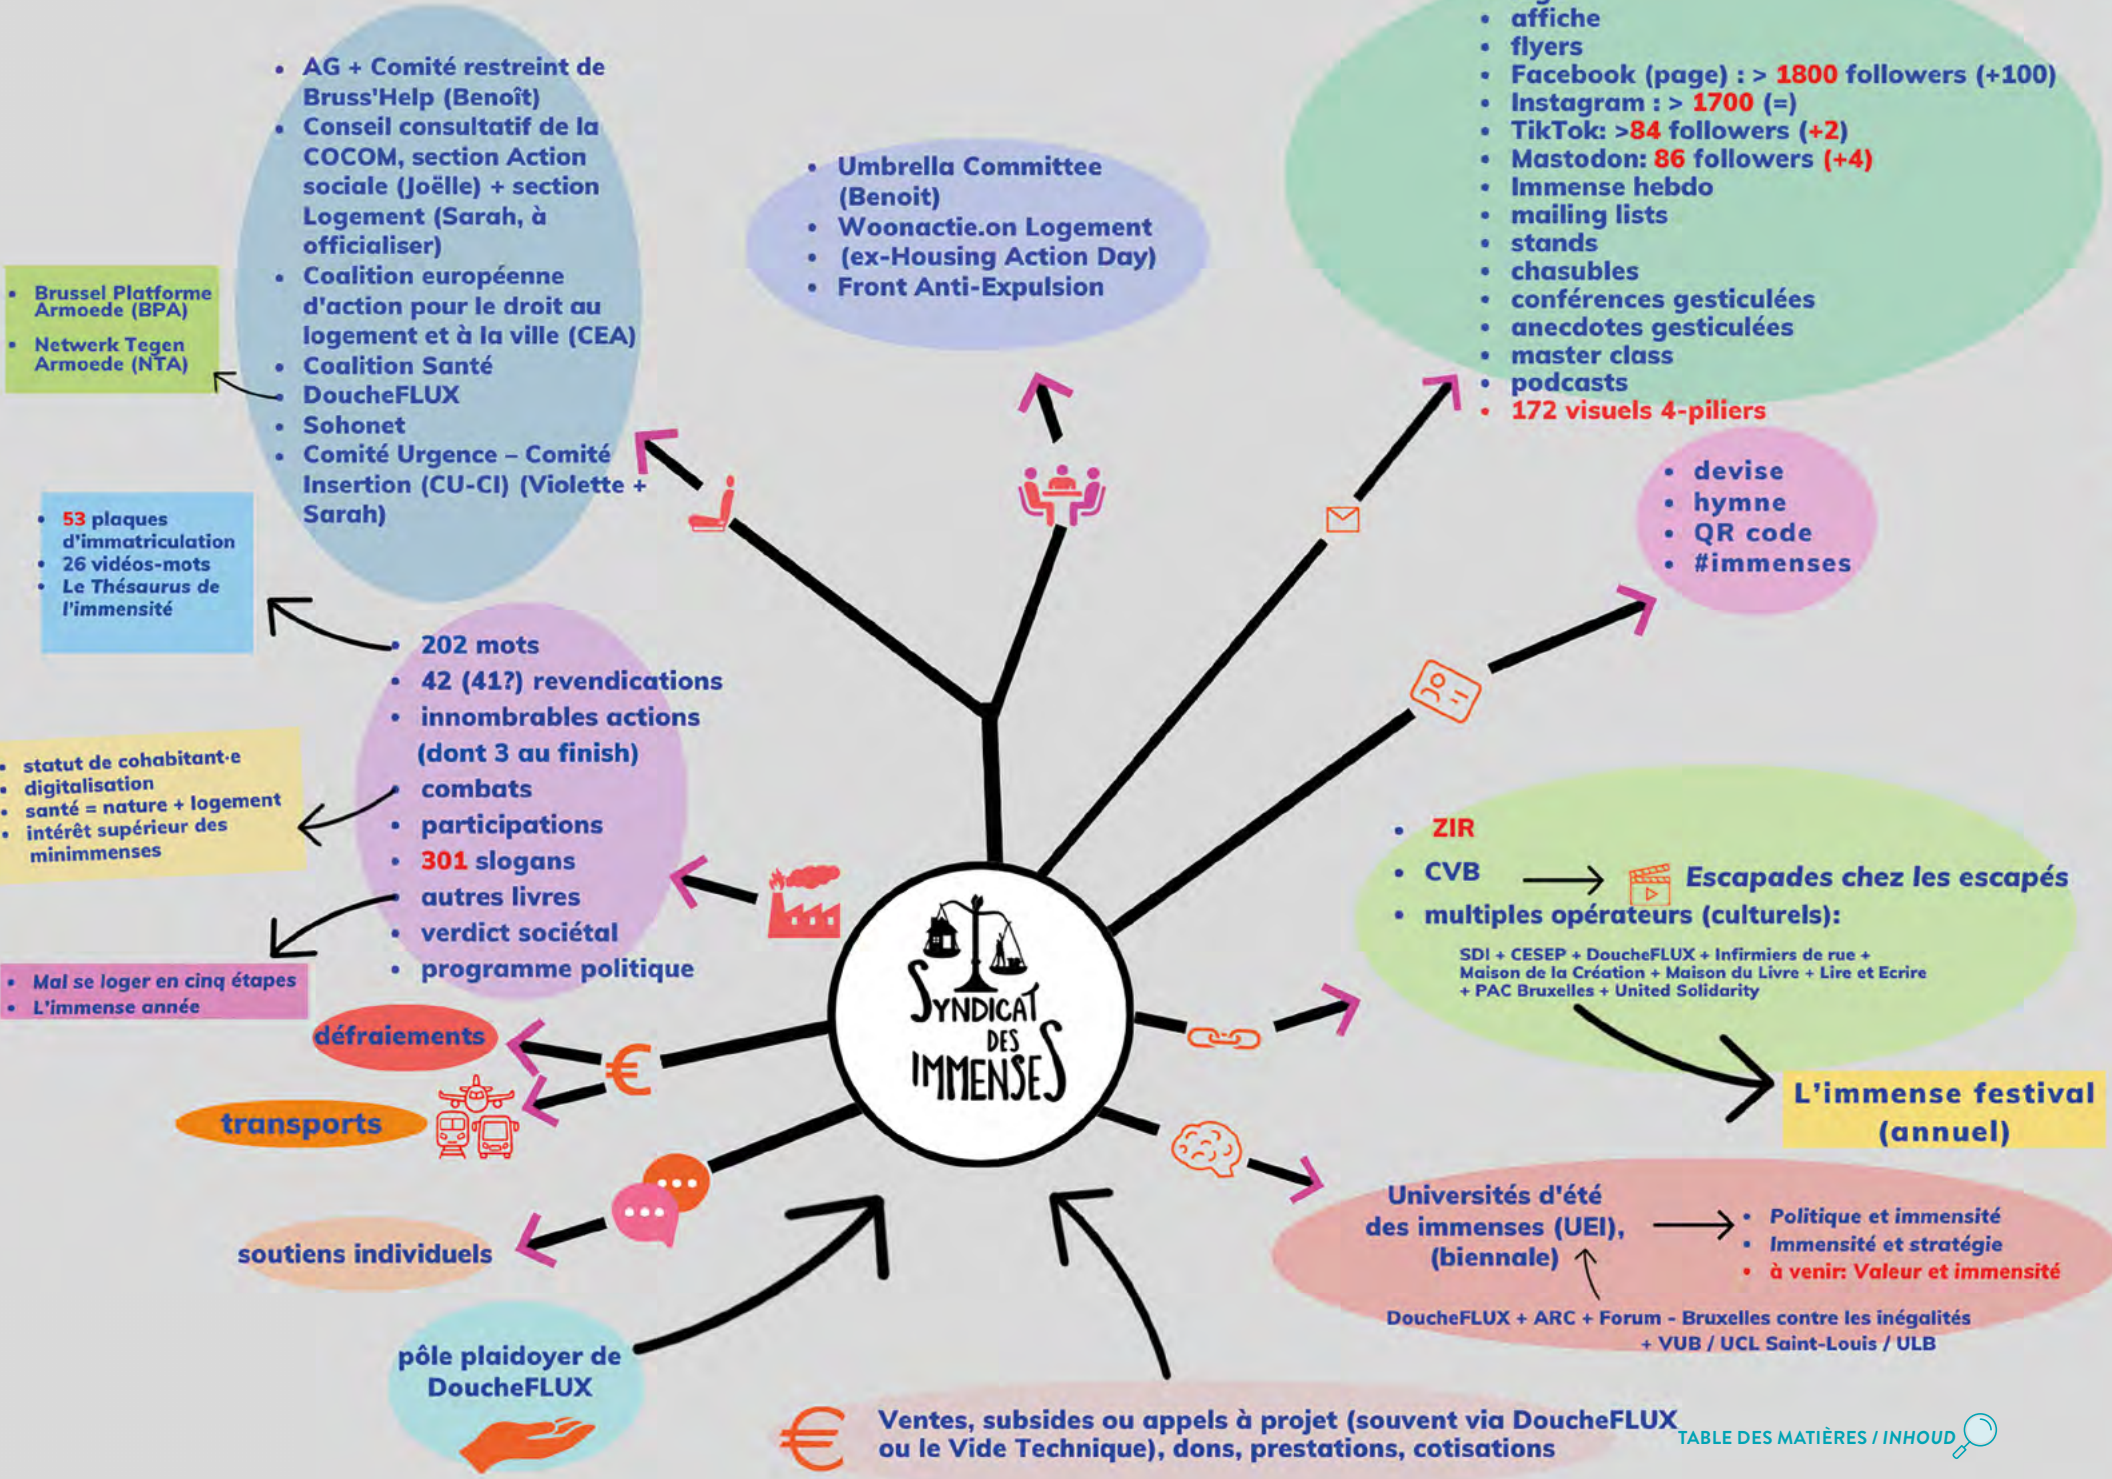 • AG + Comité restreint de
Bruss'Help (Benoît)
• Conseil consultatif de la
COCOM, section Action
sociale (Joëlle) + section
Logement (Sarah, à
officialiser)
• Coalition européenne
d'action pour le droit au
logement et à la ville (CEA)
• Coalition Santé
• DoucheFLUX
• Sohonet
• Comité Urgence – Comité
Insertion (CU-CI) (Violette +
Sarah)
• Brussel Platforme
Armoede (BPA)
• Netwerk Tegen
Armoede (NTA)
• Umbrella Committee
(Benoit)
• Woonactie.on Logement
• (ex-Housing Action Day)
• Front Anti-Expulsion
• affiche
• flyers
• Facebook (page) : > 1800 followers (+100)
• Instagram : > 1700 (=)
• TikTok: >84 followers (+2)
• Mastodon: 86 followers (+4)
• Immense hebdo
• mailing lists
• stands
• chasubles
• conférences gesticulées
• anecdotes gesticulées
• master class
• podcasts
• 172 visuels 4-piliers
• devise
• hymne
• QR code
• #immenses
• 53 plaques
d'immatriculation
• 26 vidéos-mots
• Le Thésaurus de
l'immensité
• 202 mots
• 42 (41?) revendications
• innombrables actions
(dont 3 au finish)
• combats
• participations
• 301 slogans
• autres livres
• verdict sociétal
• programme politique
• statut de cohabitant·e
• digitalisation
• santé = nature + logement
• intérêt supérieur des
minimmenses
• Mal se loger en cinq étapes
• L'immense année
défraiements
transports
soutiens individuels
SYNDICAT
DES
IMMENSES
• ZIR
• CVB
Escapades chez les escapés
• multiples opérateurs (culturels):
SDI + CESEP + DoucheFLUX + Infirmiers de rue +
Maison de la Création + Maison du Livre + Lire et Ecrire
+ PAC Bruxelles + United Solidarity
L'immense festival
(annuel)
Universités d'été
des immenses (UEI),
(biennale)
• Politique et immensité
• Immensité et stratégie
• à venir: Valeur et immensité
DoucheFLUX + ARC + Forum - Bruxelles contre les inégalités
+ VUB / UCL Saint-Louis / ULB
pôle plaidoyer de
DoucheFLUX
€ Ventes, subsides ou appels à projet (souvent via DoucheFLUX
ou le Vide Technique), dons, prestations, cotisations
TABLE DES MATIÈRES / INHOUD